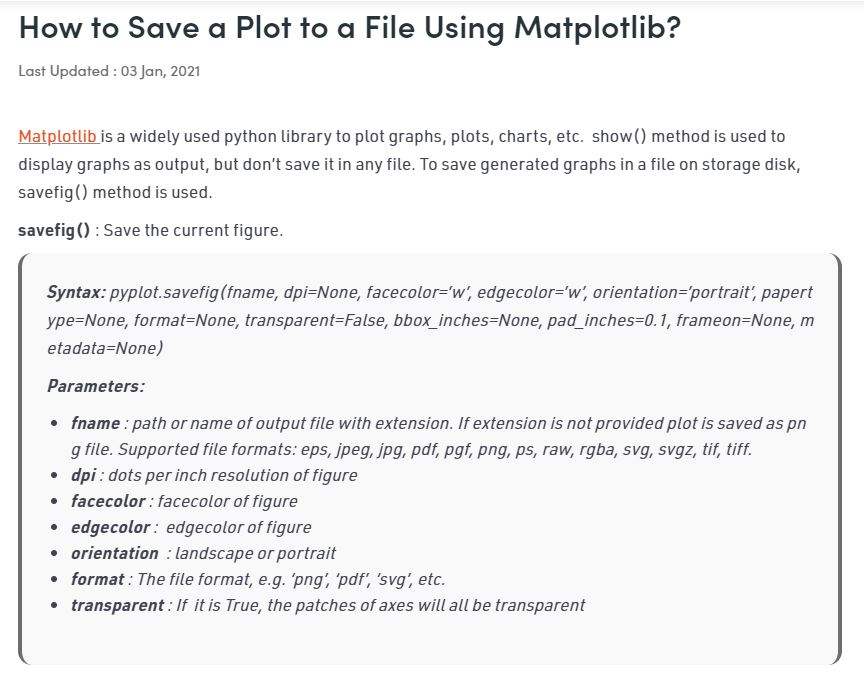 How to Save a Plot to a File Using Matplotlib?
Last Updated : 03 Jan, 2021
Matplotlib is a widely used python library to plot graphs, plots, charts, etc. show() method is used to
display graphs as output, but don’t save it in any file. To save generated graphs in a file on storage disk,
savefig() method is used.
savefig() : Save the current figure.
Syntax: pyplot.savefig(fname, dpi=None, facecolor=’w’, edgecolor=’w’, orientation=’portrait’, papert
ype=None, format=None, transparent=False, bbox_inches=None, pad_inches=0.1, frameon=None, m
etadata=None)
Parameters:
• fname : path or name of output file with extension. If extension is not provided plot is saved as pn
g file. Supported file formats: eps, jpeg, jpg, pdf, pgf, png, ps, raw, rgba, svg, svgz, tif, tiff.
• dpi : dots per inch resolution of figure
• facecolor : facecolor of figure
• edgecolor : edgecolor of figure
• orientation : landscape or portrait
• format : The file format, e.g. ‘png’, ‘pdf’, ‘svg’, etc.
• transparent : If it is True, the patches of axes will all be transparent